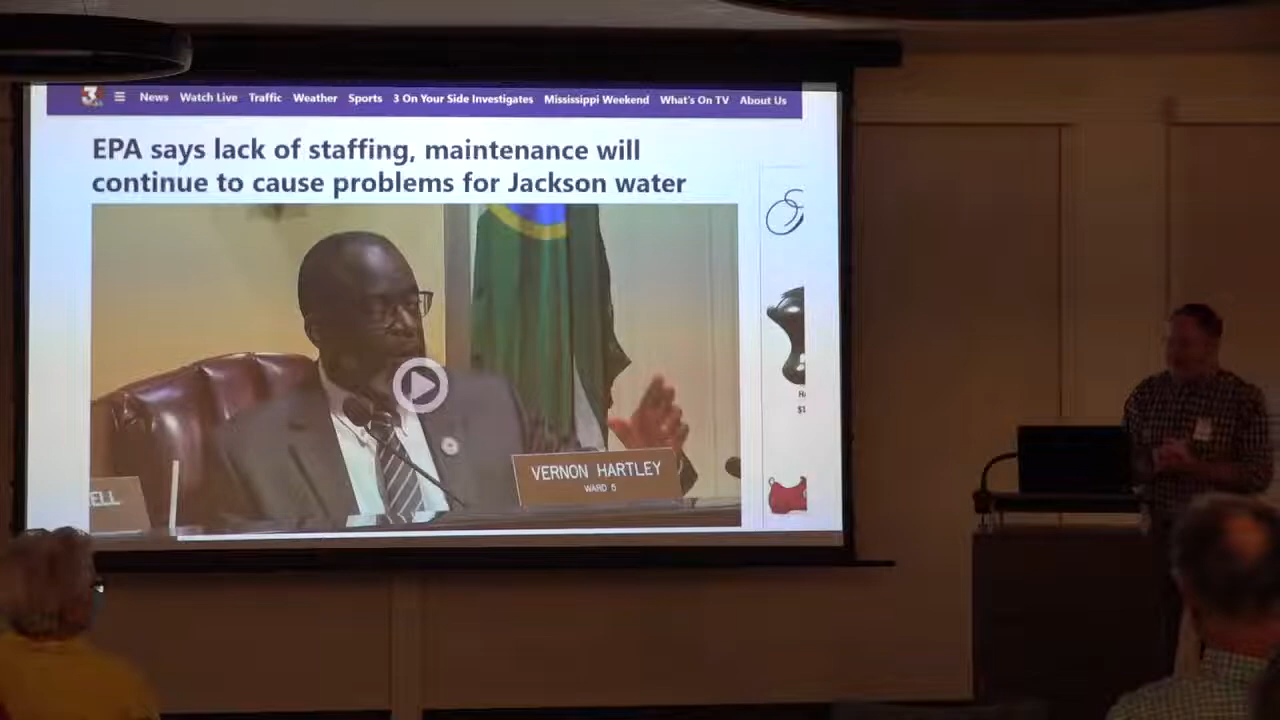 3
News Watch Live Traffic Weather Sports 3 On Your Side Investigates Mississippi Weekend What's On TV About Us
EPA says lack of staffing, maintenance will
continue to cause problems for Jackson water
VERNON HARTLEY
WARD 5
ELL
$1